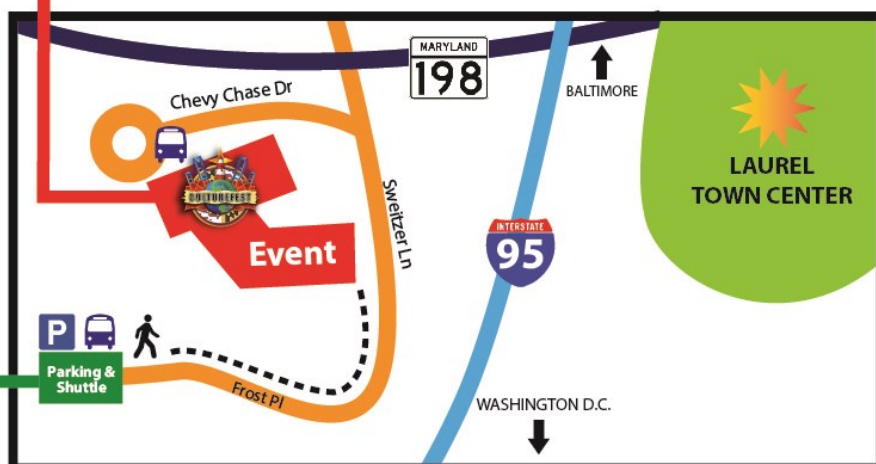 MARYLAND
198
BALTIMORE
Chevy Chase Dr
LAUREL
TOWN CENTER
CULTUREFEST
Sweitzer Ln
Event
INTERSTATE
95
P
Parking &
Shuttle
Frost Pl
WASHINGTON D.C.